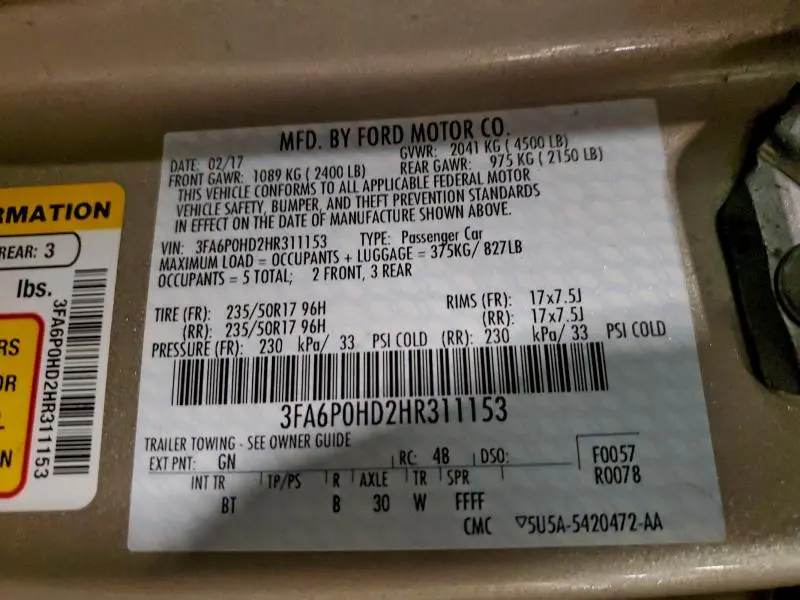 MFD. BY FORD MOTOR CO.
DATE: 02/17 GVWR: 2041 KG ( 4500 LB)
FRONT GAWR: 1089 KG ( 2400 LB) REAR GAWR: 975 KG ( 2150 LB)
THIS VEHICLE CONFORMS TO ALL APPLICABLE FEDERAL MOTOR
VEHICLE SAFETY, BUMPER, AND THEFT PREVENTION STANDARDS
IN EFFECT ON THE DATE OF MANUFACTURE SHOWN ABOVE.
VIN: 3FA6P0HD2HR311153 TYPE: Passenger Car
MAXIMUM LOAD = OCCUPANTS + LUGGAGE = 375KG/ 827LB
OCCUPANTS = 5 TOTAL; 2 FRONT, 3 REAR
TIRE (FR): 235/50R17 96H RIMS (FR): 17x7.5J
(RR): 235/50R17 96H (RR): 17x7.5J
PRESSURE (FR): 230 kPa/ 33 PSI COLD (RR): 230 kPa/ 33 PSI COLD
3FA6P0HD2HR311153
TRAILER TOWING - SEE OWNER GUIDE
EXT PNT: GN RC: 48 DSO: F0057
R0078
INT TR TP/PS R AXLE TR SPR
BT B 30 W FFFF
CMC 5U5A-5420472-AA
RMATION
REAR: 3
lbs.
3FA6P0HD2HR311153
RS
OR
N